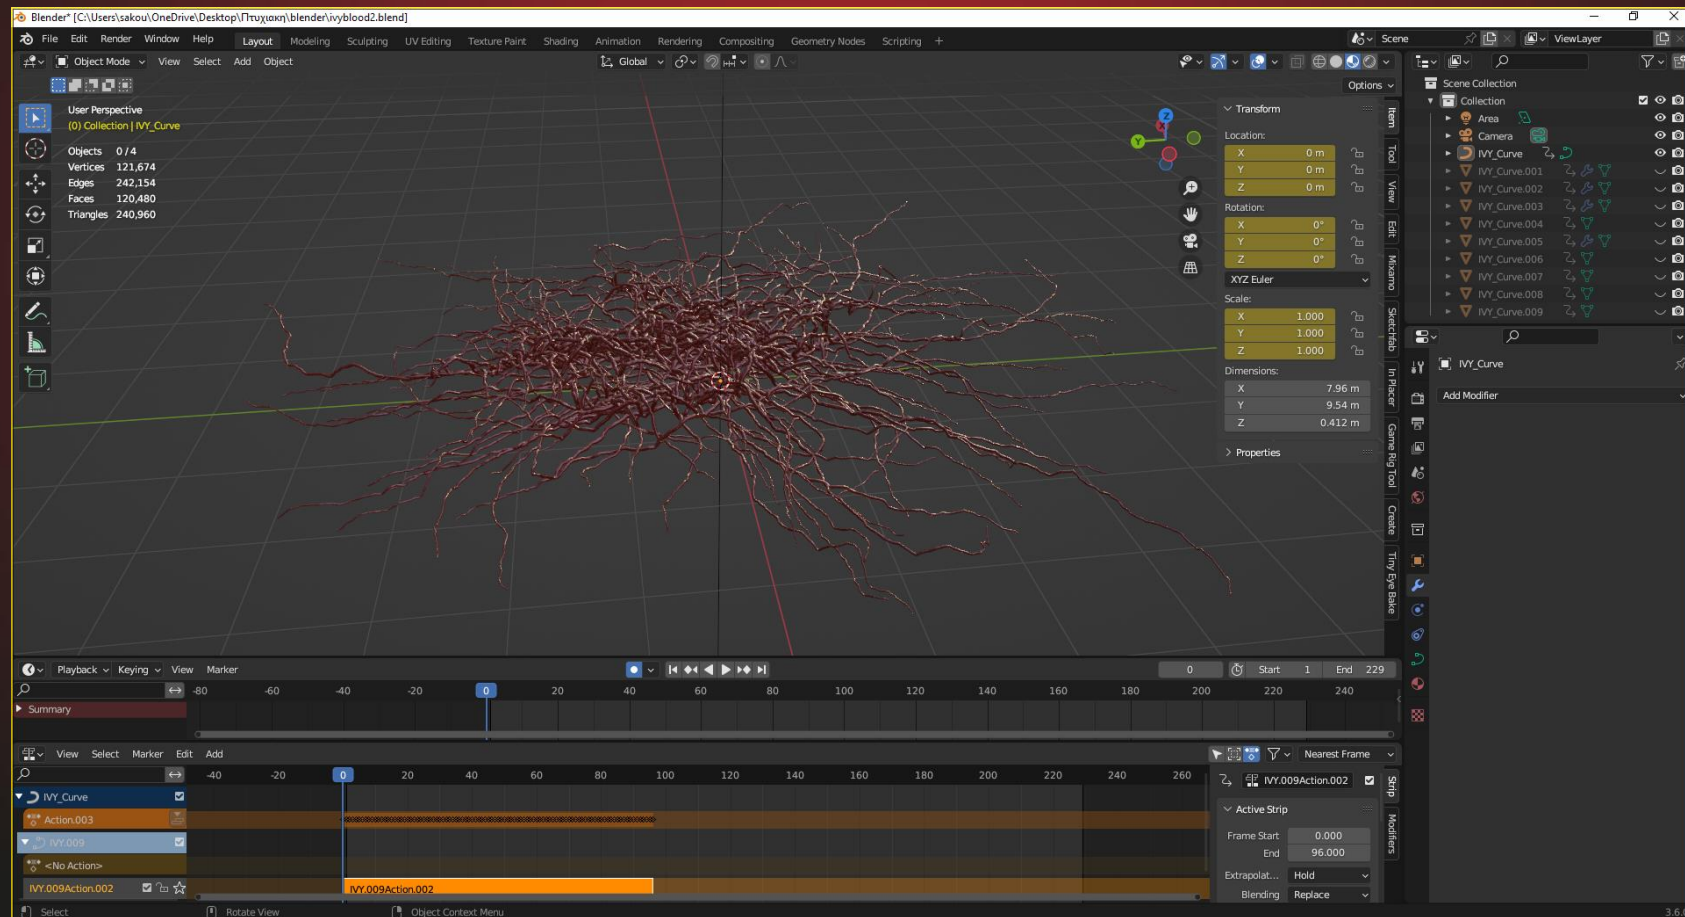 Blender* [C:\Users\sakou\OneDrive\Desktop\Πτυχιακη\blender\ivyblood2.blend]
File Edit Render Window Help Layout Modeling Sculpting UV Editing Texture Paint Shading Animation Rendering Compositing Geometry Nodes Scripting + Scene ViewLayer
Object Mode View Select Add Object Global
Options
User Perspective
(0) Collection | IVY_Curve
Objects 0/4
Vertices 121,674
Edges 242,154
Faces 120,480
Triangles 240,960
Z
Y
Transform
Location:
X 0 m
Y 0 m
Z 0 m
Rotation:
X 0°
Y 0°
Z 0°
XYZ Euler
Scale:
X 1.000
Y 1.000
Z 1.000
Dimensions:
X 7.96 m
Y 9.54 m
Z 0.412 m
Properties
Item
Tool
View
Edit
Mixamo
Sketchfab
In Placer
Game Rig Tool
Create
Tiny Eye Bake
Scene Collection
Collection
Area
Camera
IVY_Curve
IVY_Curve.001
IVY_Curve.002
IVY_Curve.003
IVY_Curve.004
IVY_Curve.005
IVY_Curve.006
IVY_Curve.007
IVY_Curve.008
IVY_Curve.009
IVY_Curve
Add Modifier
Playback Keying View Marker 0 Start 1 End 229
-80 -60 -40 -20 0 20 40 60 80 100 120 140 160 180 200 220 240
Summary
View Select Marker Edit Add Nearest Frame
-40 -20 0 20 40 60 80 100 120 140 160 180 200 220 240 260
IVY_Curve
Action.003
IVY.009
<No Action>
IVY.009Action.002
IVY.009Action.002
IVY.009Action.002
Active Strip
Frame Start 0.000
End 96.000
Extrapolat... Hold
Blending Replace
Strip
Modifiers
Select Rotate View Object Context Menu